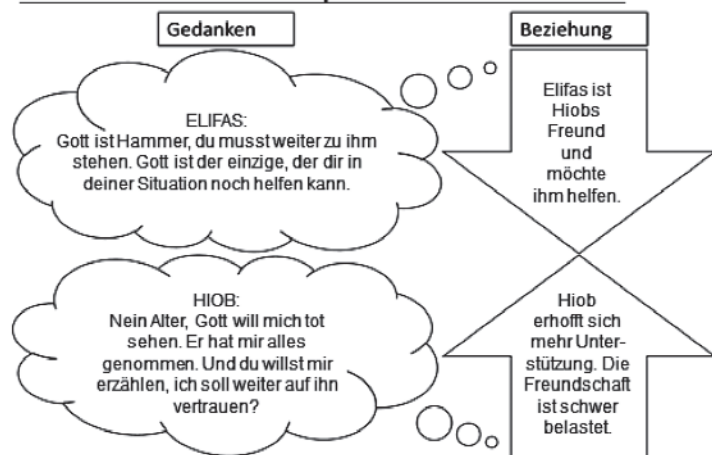 Gedanken
Beziehung
ELIFAS:
Gott ist Hammer, du musst weiter zu ihm
stehen. Gott ist der einzige, der dir in
deiner Situation noch helfen kann.
Elifas ist
Hiobs
Freund
und
möchte
ihm helfen.
HIOB:
Nein Alter, Gott will mich tot
sehen. Er hat mir alles
genommen. Und du willst mir
erzählen, ich soll weiter auf ihn
vertrauen?
Hiob
erhofft sich
mehr Unter-
stützung. Die
Freundschaft
ist schwer
belastet.